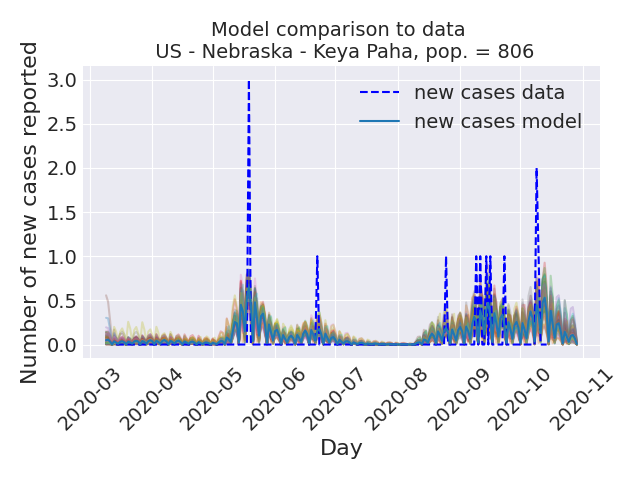 Model comparison to data
US - Nebraska - Keya Paha, pop. = 806
Number of new cases reported
3.0
2.5
2.0
1.5
1.0
0.5
0.0
new cases data
new cases model
2020-03
2020-04
2020-05
2020-06
2020-07
2020-08
2020-09
2020-10
2020-11
Day